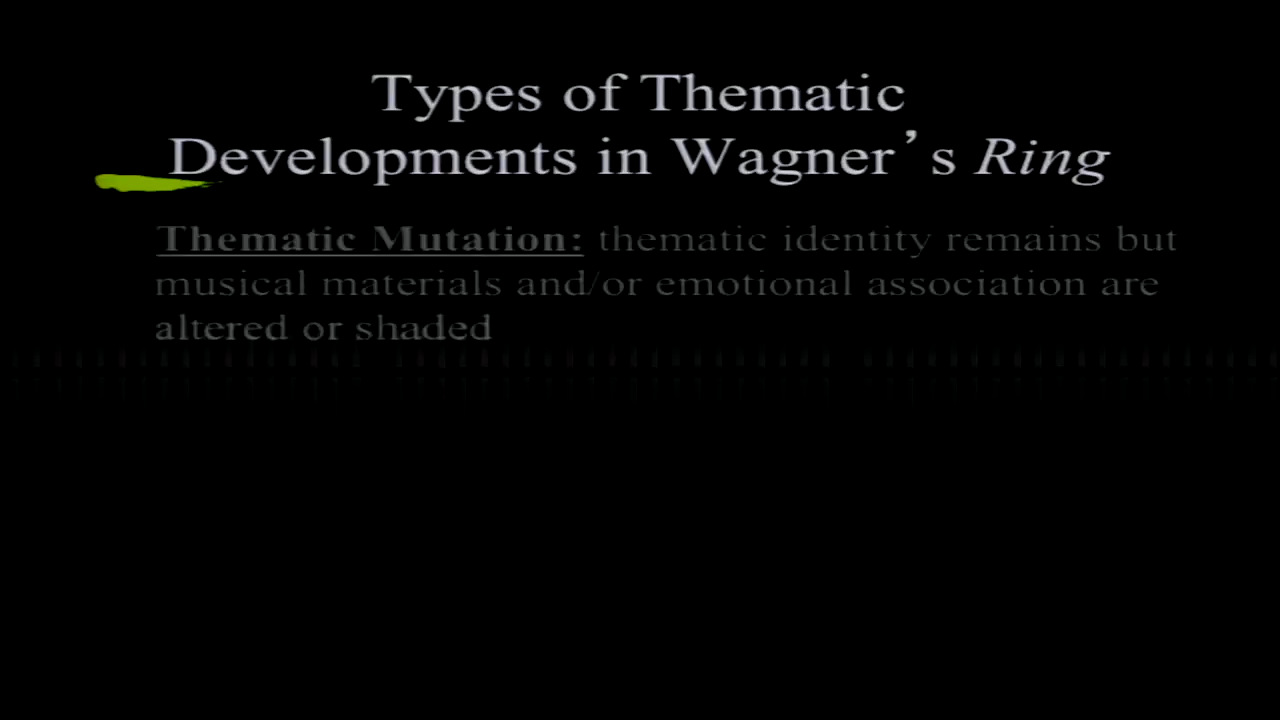 Types of Thematic
Developments in Wagner’s Ring
Thematic Mutation: thematic identity remains but
musical materials and/or emotional association are
altered or shaded